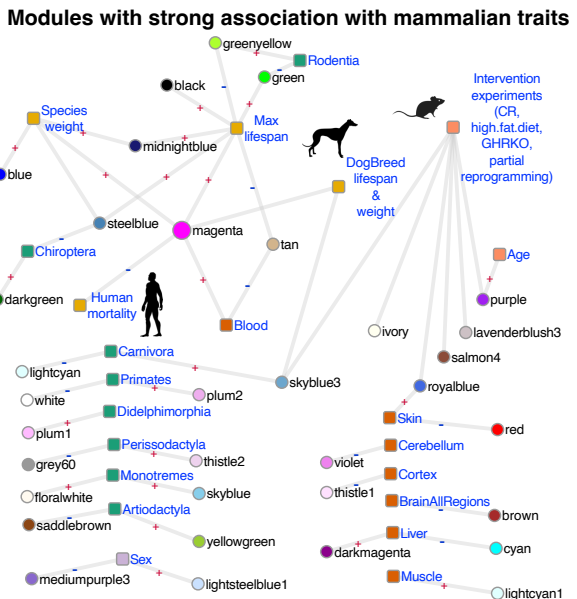 Modules with strong association with mammalian traits
greenyellow
Rodentia
green
black
Intervention
experiments
(CR,
high.fat.diet,
GHRKO,
partial
reprogramming)
Species
weight
Max
lifespan
midnightblue
DogBreed
lifespan
&
weight
blue
steelblue
magenta
tan
Chiroptera
Age
darkgreen
Human
mortality
purple
Blood
ivory
lavenderblush3
salmon4
Carnivora
lightcyan
skyblue3
royalblue
Primates
white
plum2
Didelphimorphia
plum1
Skin
red
Perissodactyla
grey60
thistle2
Cerebellum
violet
Monotremes
floralwhite
skyblue
Cortex
thistle1
Artiodactyla
saddlebrown
BrainAllRegions
brown
yellowgreen
Liver
darkmagenta
cyan
Sex
mediumpurple3
lightsteelblue1
Muscle
lightcyan1